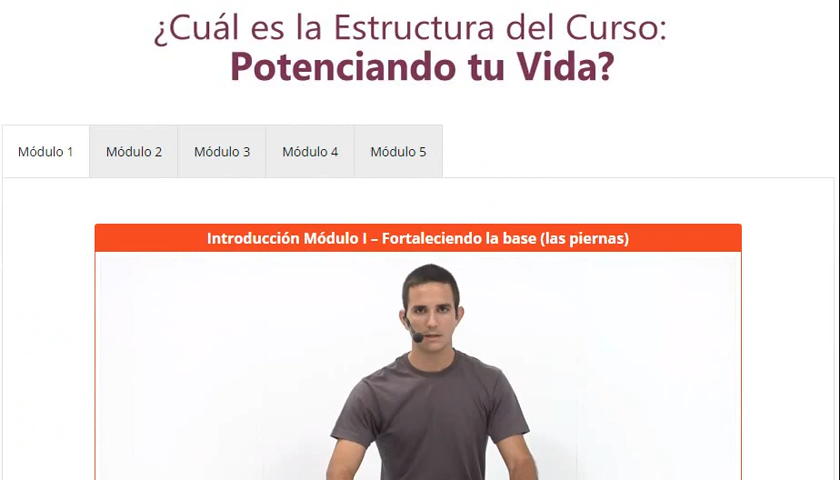 ¿Cuál es la Estructura del Curso:
Potenciando tu Vida?
Módulo 1
Módulo 2
Módulo 3
Módulo 4
Módulo 5
Introducción Módulo I – Fortaleciendo la base (las piernas)